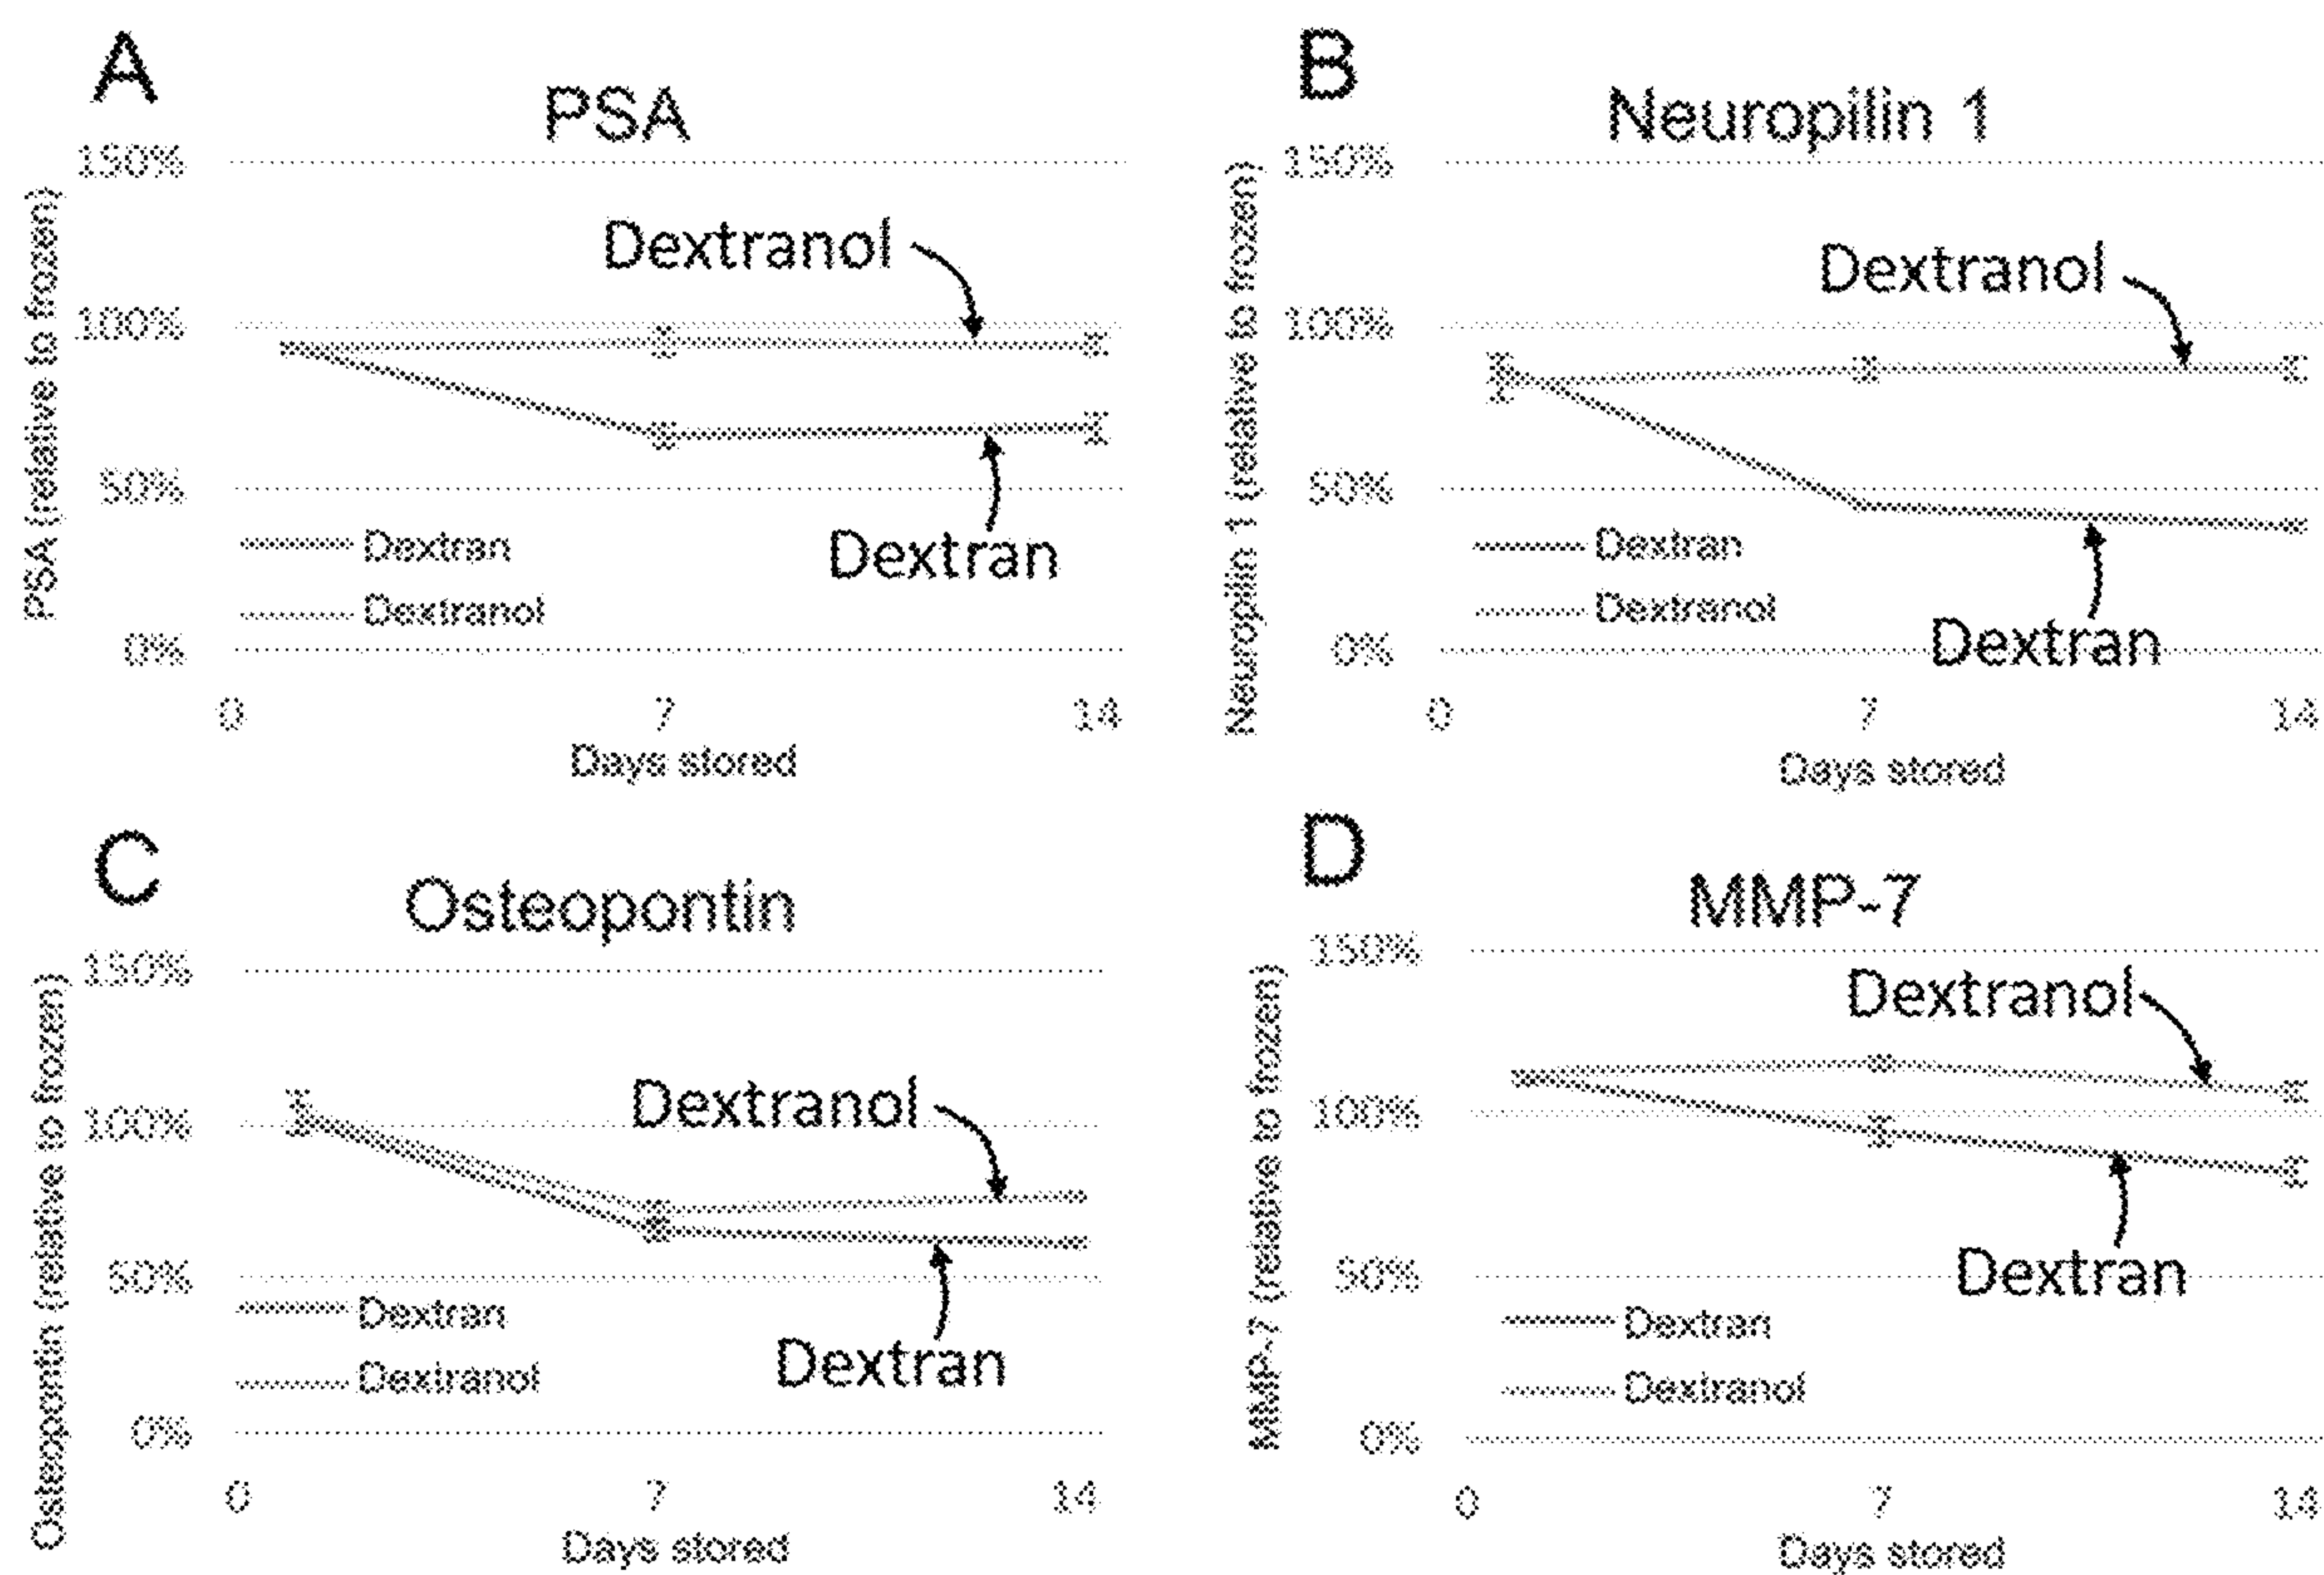 A
PSA
150%
100%
50%
0%
PSA (relative to frozen)
Dextranol
Dextran
Dextran
Dextranol
0 7 14
Days stored
B
Neuropilin 1
150%
100%
50%
0%
Neuropilin 1 (relative to frozen)
Dextranol
Dextran
Dextranol
Dextran
0 7 14
Days stored
C
Osteopontin
150%
100%
50%
0%
Osteopontin (relative to frozen)
Dextranol
Dextran
Dextranol
Dextran
0 7 14
Days stored
D
MMP-7
150%
100%
50%
0%
MMP-7 (relative to frozen)
Dextranol
Dextran
Dextran
Dextranol
0 7 14
Days stored